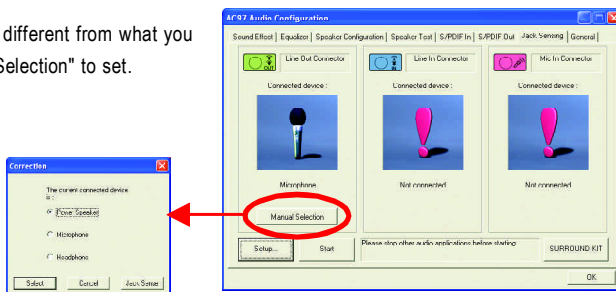 different from what you
Selection" to set.
AC97 Audio Configuration
Sound Effect | Equalizer | Speaker Configuration | Speaker Test | S/PDIF In | S/PDIF Out | Jack Sensing | General
Line Out Connector
Connected device :
Microphone
Manual Selection
Line In Connector
Connected device :
Not connected
Mic In Connector
Connected device :
Not connected
OUT
IN
Setup...
Start
Please stop other audio applications before starting
SURROUND KIT
OK
Correction
The current connected device
is :
Power Speaker
Microphone
Headphone
Select
Cancel
Jack Sense